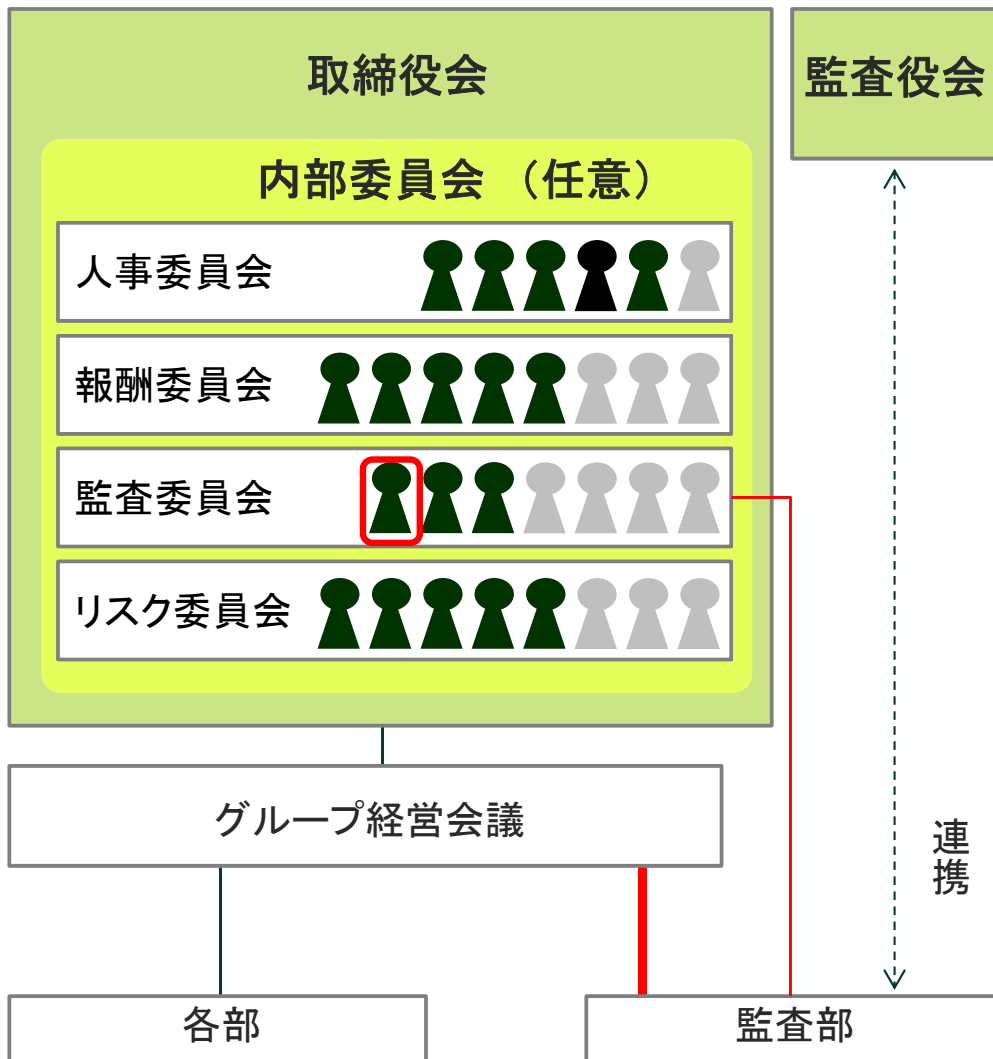 取締役会
監査役会
内部委員会 （任意）
人事委員会
報酬委員会
監査委員会
リスク委員会
グループ経営会議
連携
各部
監査部